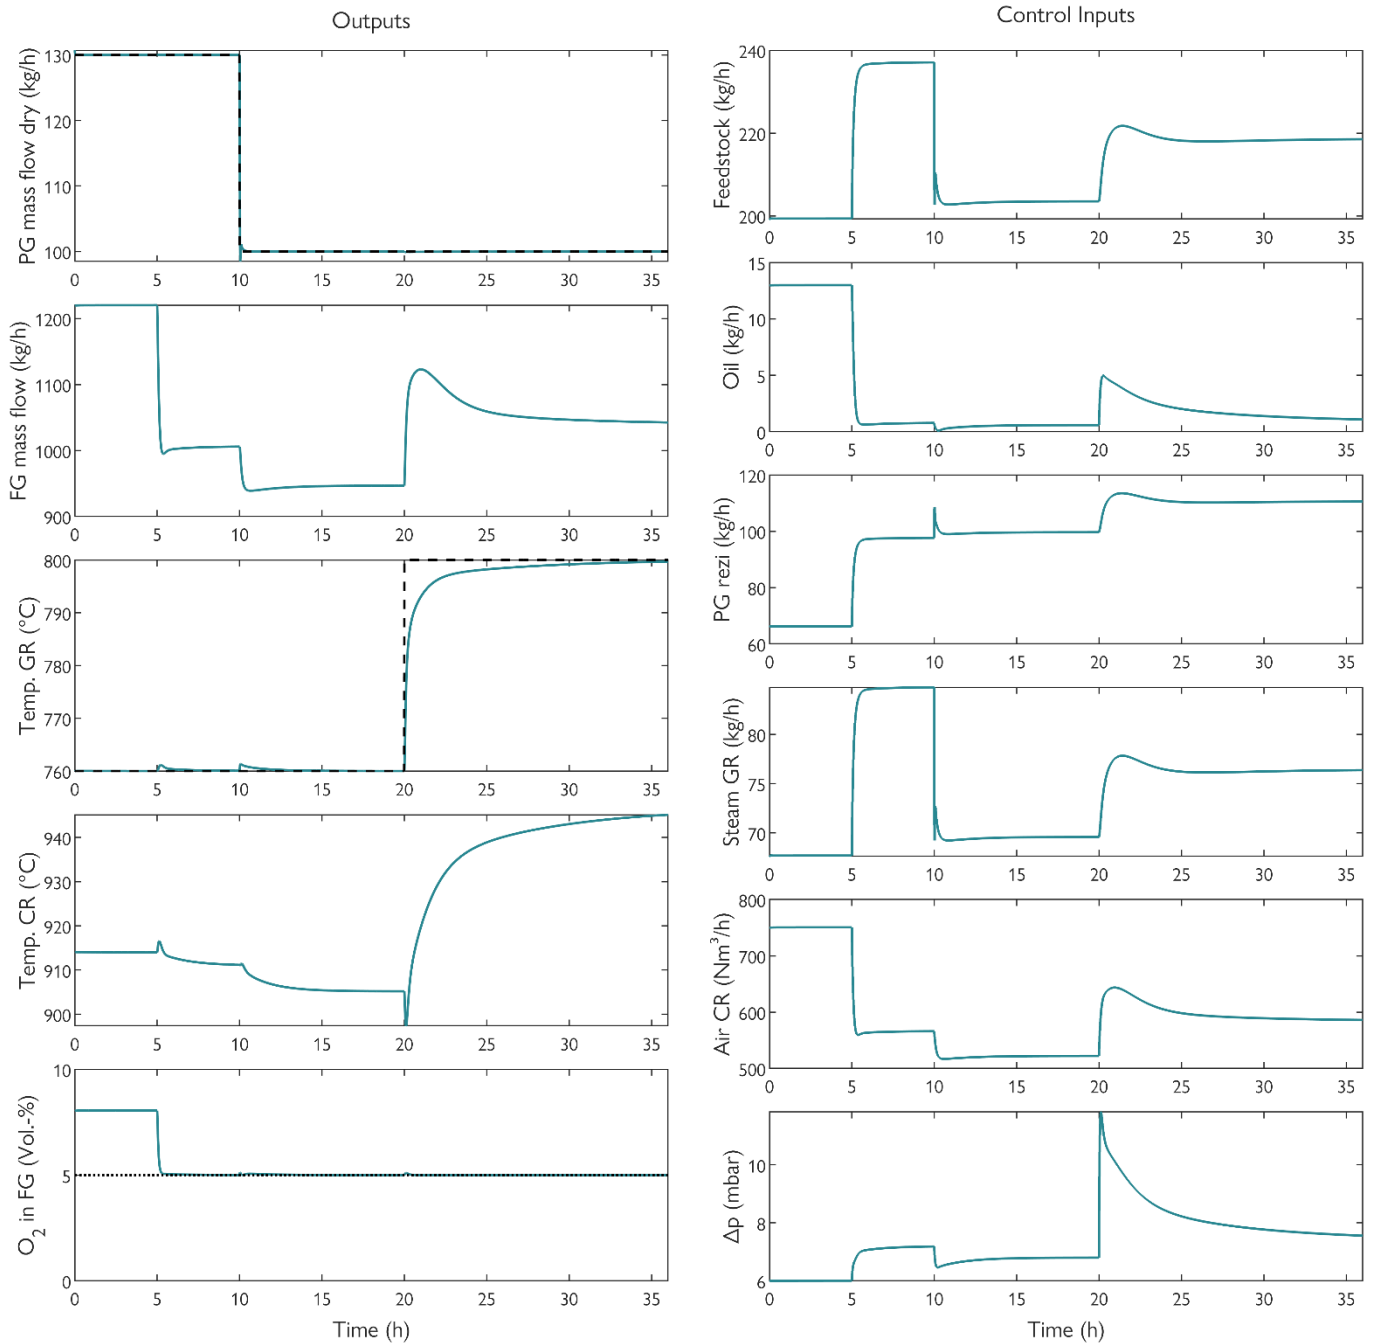 Outputs
PG mass flow dry (kg/h)
130
120
110
100
0 5 10 15 20 25 30 35
FG mass flow (kg/h)
1200
1100
1000
900
0 5 10 15 20 25 30 35
Temp. GR (°C)
800
790
780
770
760
0 5 10 15 20 25 30 35
Temp. CR (°C)
940
930
920
910
900
0 5 10 15 20 25 30 35
O2 in FG (Vol.-%)
10
5
0
0 5 10 15 20 25 30 35
Time (h)
Control Inputs
Feedstock (kg/h)
240
220
200
0 5 10 15 20 25 30 35
Oil (kg/h)
15
10
5
0
0 5 10 15 20 25 30 35
PG rezi (kg/h)
120
100
80
60
0 5 10 15 20 25 30 35
Steam GR (kg/h)
80
75
70
0 5 10 15 20 25 30 35
Air CR (Nm³/h)
800
700
600
500
0 5 10 15 20 25 30 35
Δp (mbar)
10
8
6
0 5 10 15 20 25 30 35
Time (h)